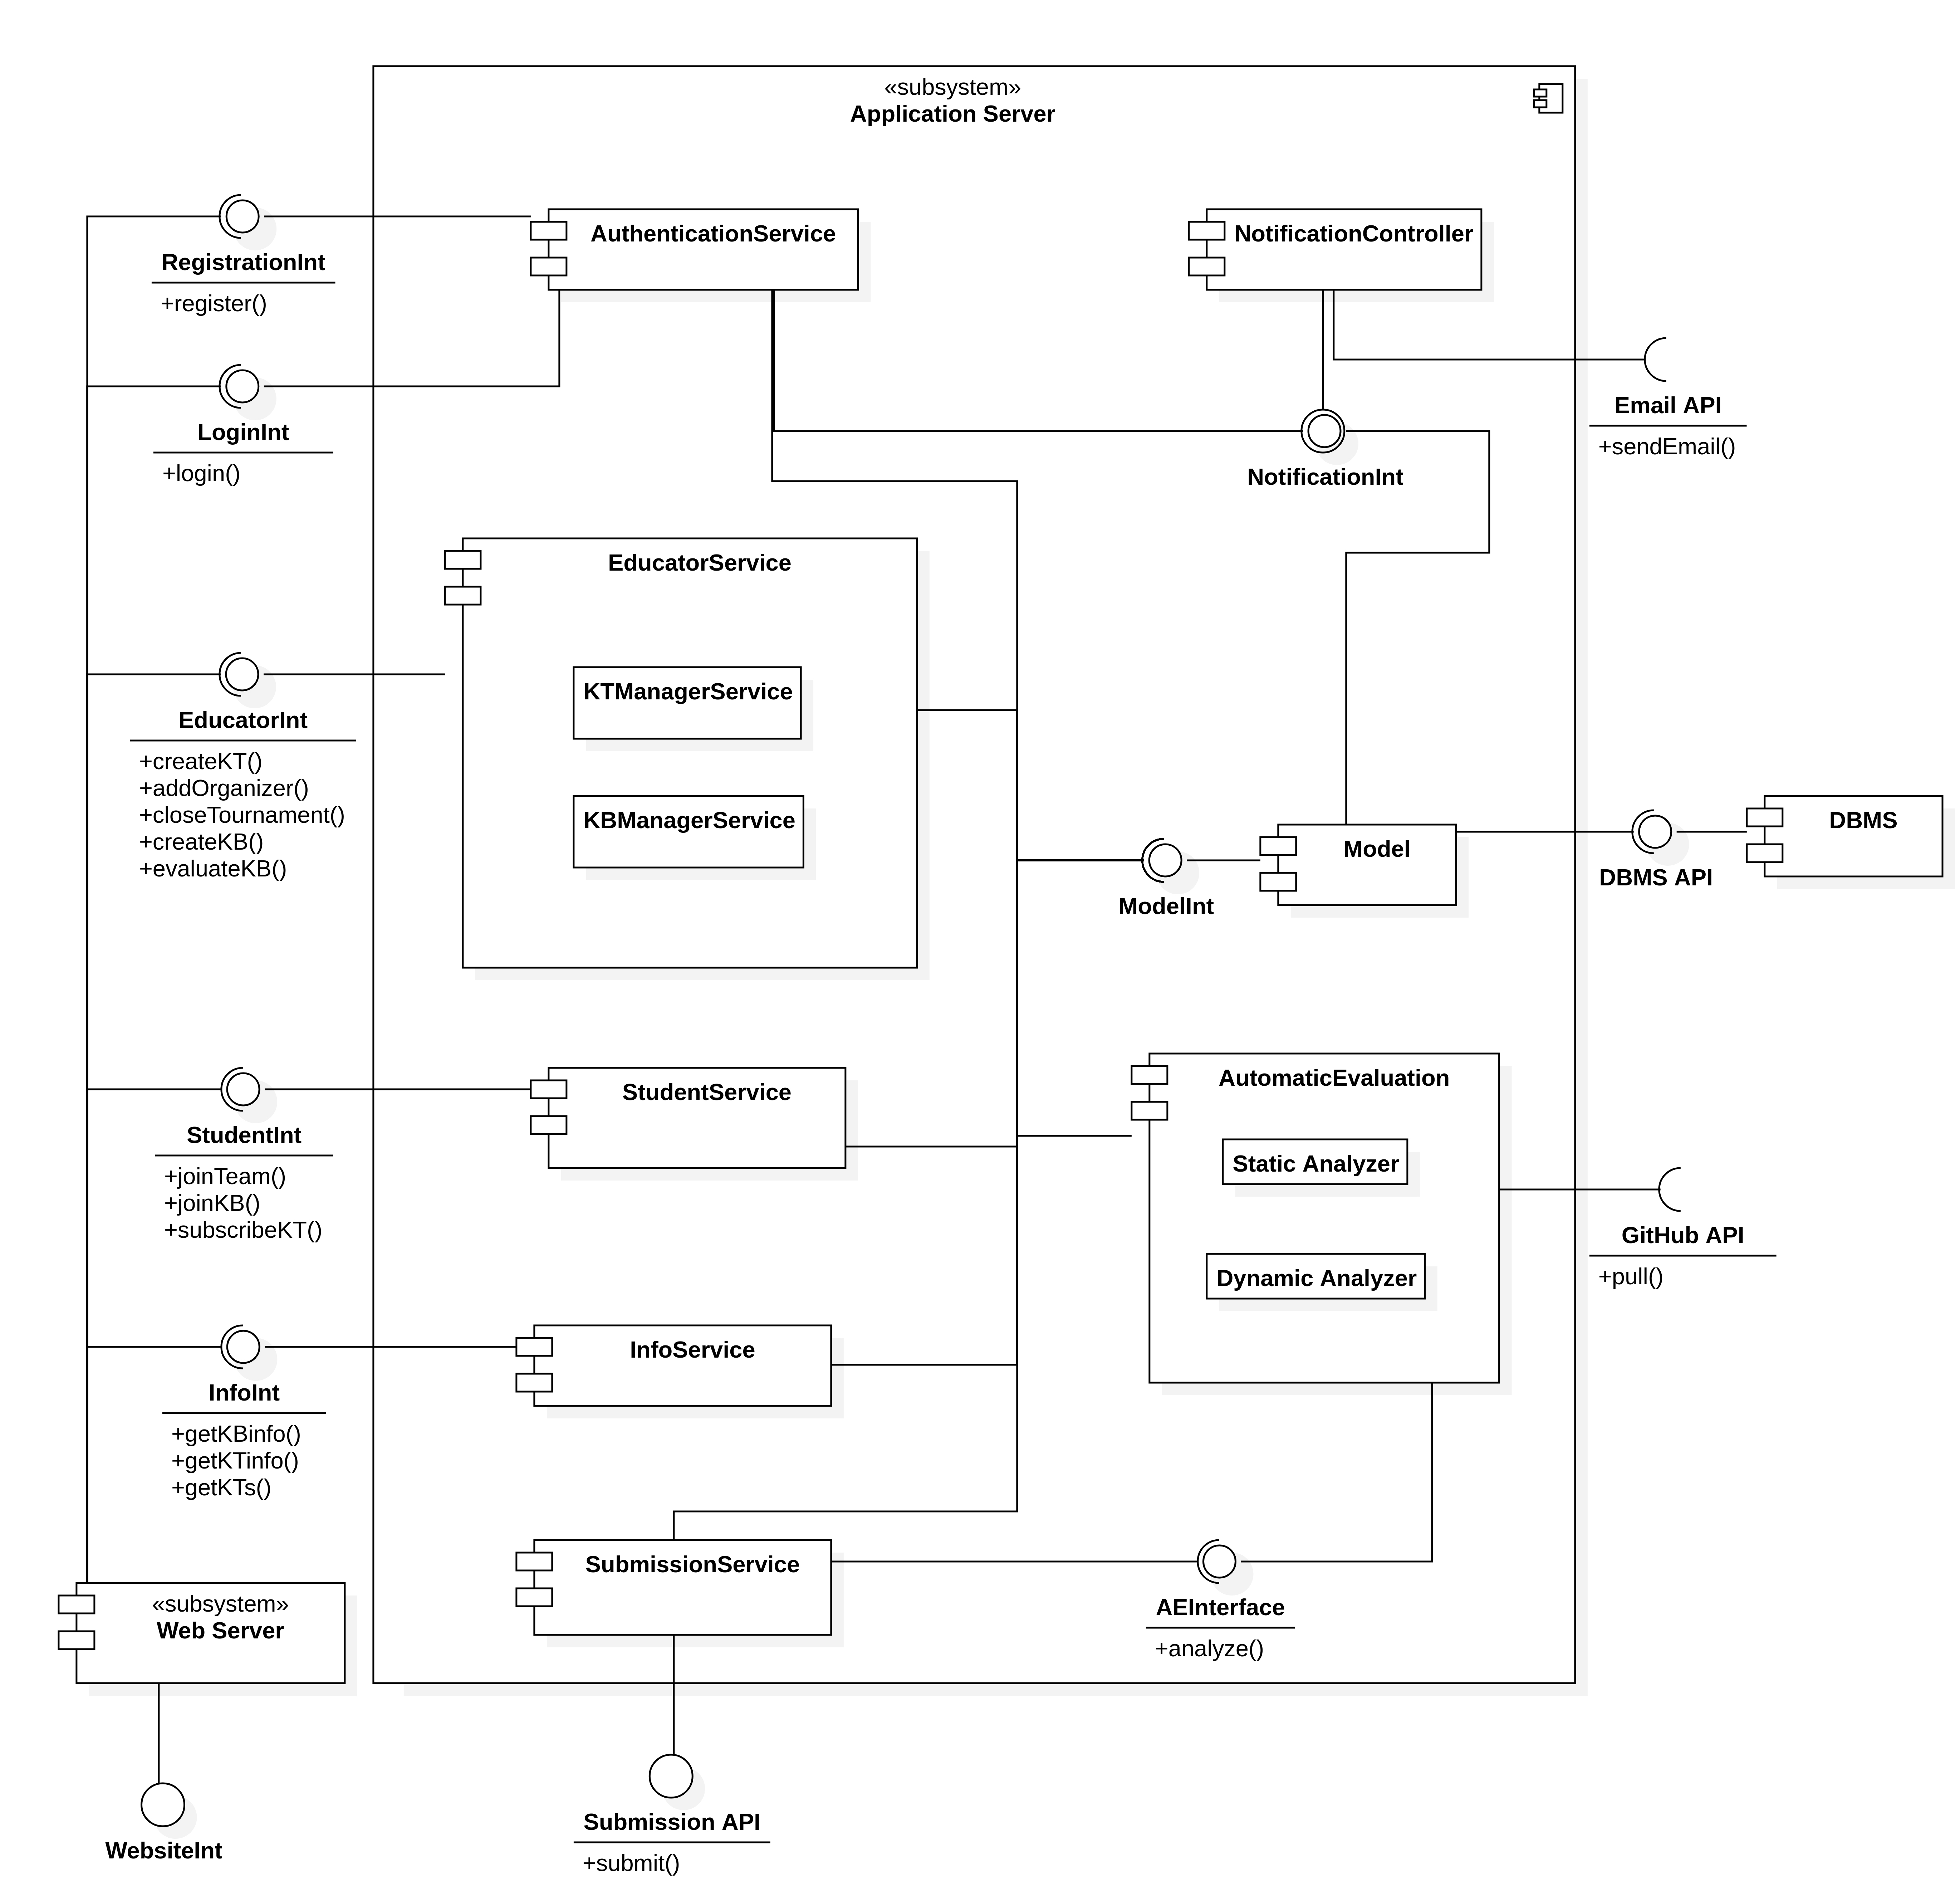 «subsystem»
Application Server
AuthenticationService
NotificationController
RegistrationInt
+register()
LoginInt
+login()
Email API
+sendEmail()
NotificationInt
EducatorService
KTManagerService
KBManagerService
EducatorInt
+createKT()
+addOrganizer()
+closeTournament()
+createKB()
+evaluateKB()
ModelInt
Model
DBMS API
DBMS
StudentService
StudentInt
+joinTeam()
+joinKB()
+subscribeKT()
AutomaticEvaluation
Static Analyzer
Dynamic Analyzer
GitHub API
+pull()
InfoService
InfoInt
+getKBinfo()
+getKTinfo()
+getKTs()
SubmissionService
AEInterface
+analyze()
«subsystem»
Web Server
WebsiteInt
Submission API
+submit()